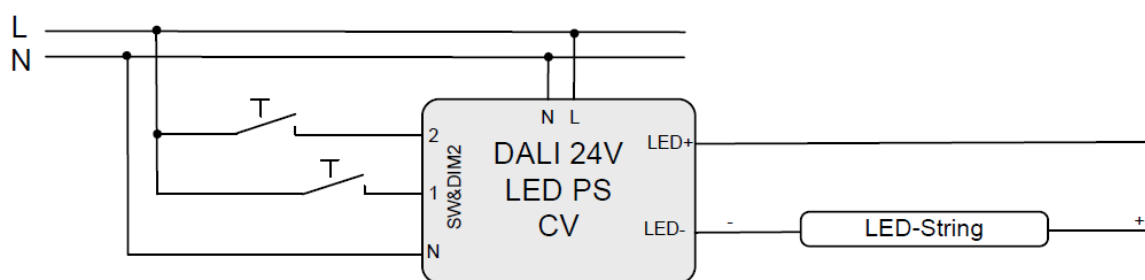 L
N
N L
2
1
N
SW&DIM2
DALI 24V
LED PS
CV
LED+
LED-
-
LED-String
+